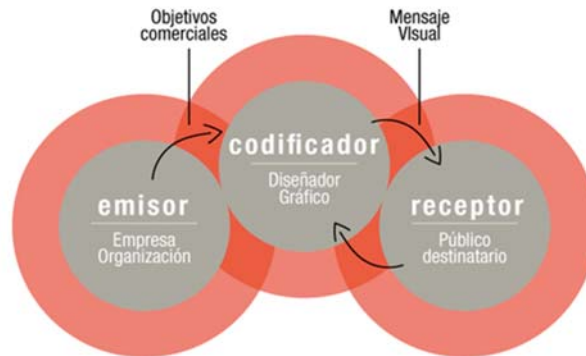 Objetivos
comerciales
Mensaje
VIsual
codificador
Diseñador
Gráfico
emisor
Empresa
Organización
receptor
Público
destinatario